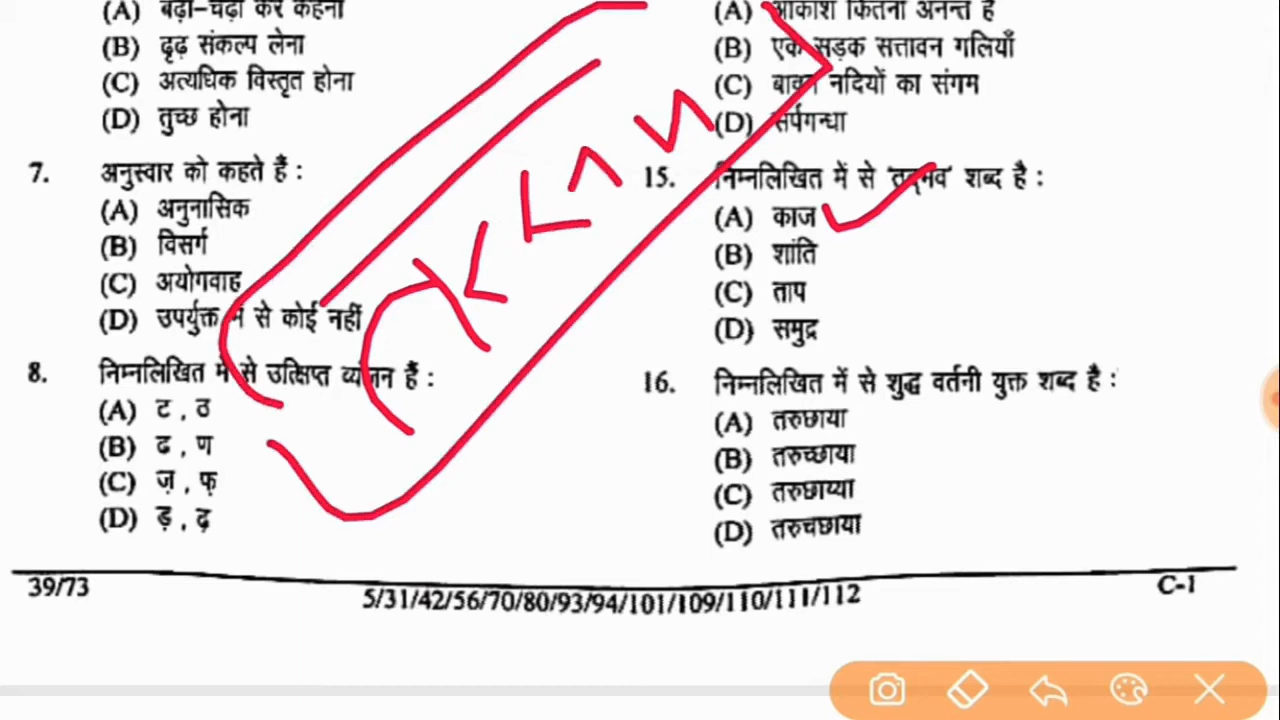 (A) बढ़ा-चढ़ा कर कहना
(B) दृढ़ संकल्प लेना
(C) अत्यधिक विस्तृत होना
(D) तुच्छ होना
7. अनुस्वार को कहते हैं :
(A) अनुनासिक
(B) विसर्ग
(C) अयोगवाह
(D) उपर्युक्त में से कोई नहीं
8. निम्नलिखित में से उत्क्षिप्त व्यंजन हैं :
(A) ट , ठ
(B) ढ , ण
(C) ज़ , फ़
(D) ड़ , ढ़
(A) आकाश कितना अनन्त है
(B) एक सड़क सत्तावन गलियाँ
(C) बावन नदियों का संगम
(D) सर्पगन्धा
15. निम्नलिखित में से 'तद्भव' शब्द है :
(A) काज
(B) शांति
(C) ताप
(D) समुद्र
16. निम्नलिखित में से शुद्ध वर्तनी युक्त शब्द है :
(A) तरुछाया
(B) तरुच्छाया
(C) तरुछाय्या
(D) तरुचछाया
39/73
5/31/42/56/70/80/93/94/101/109/110/111/112
C-1